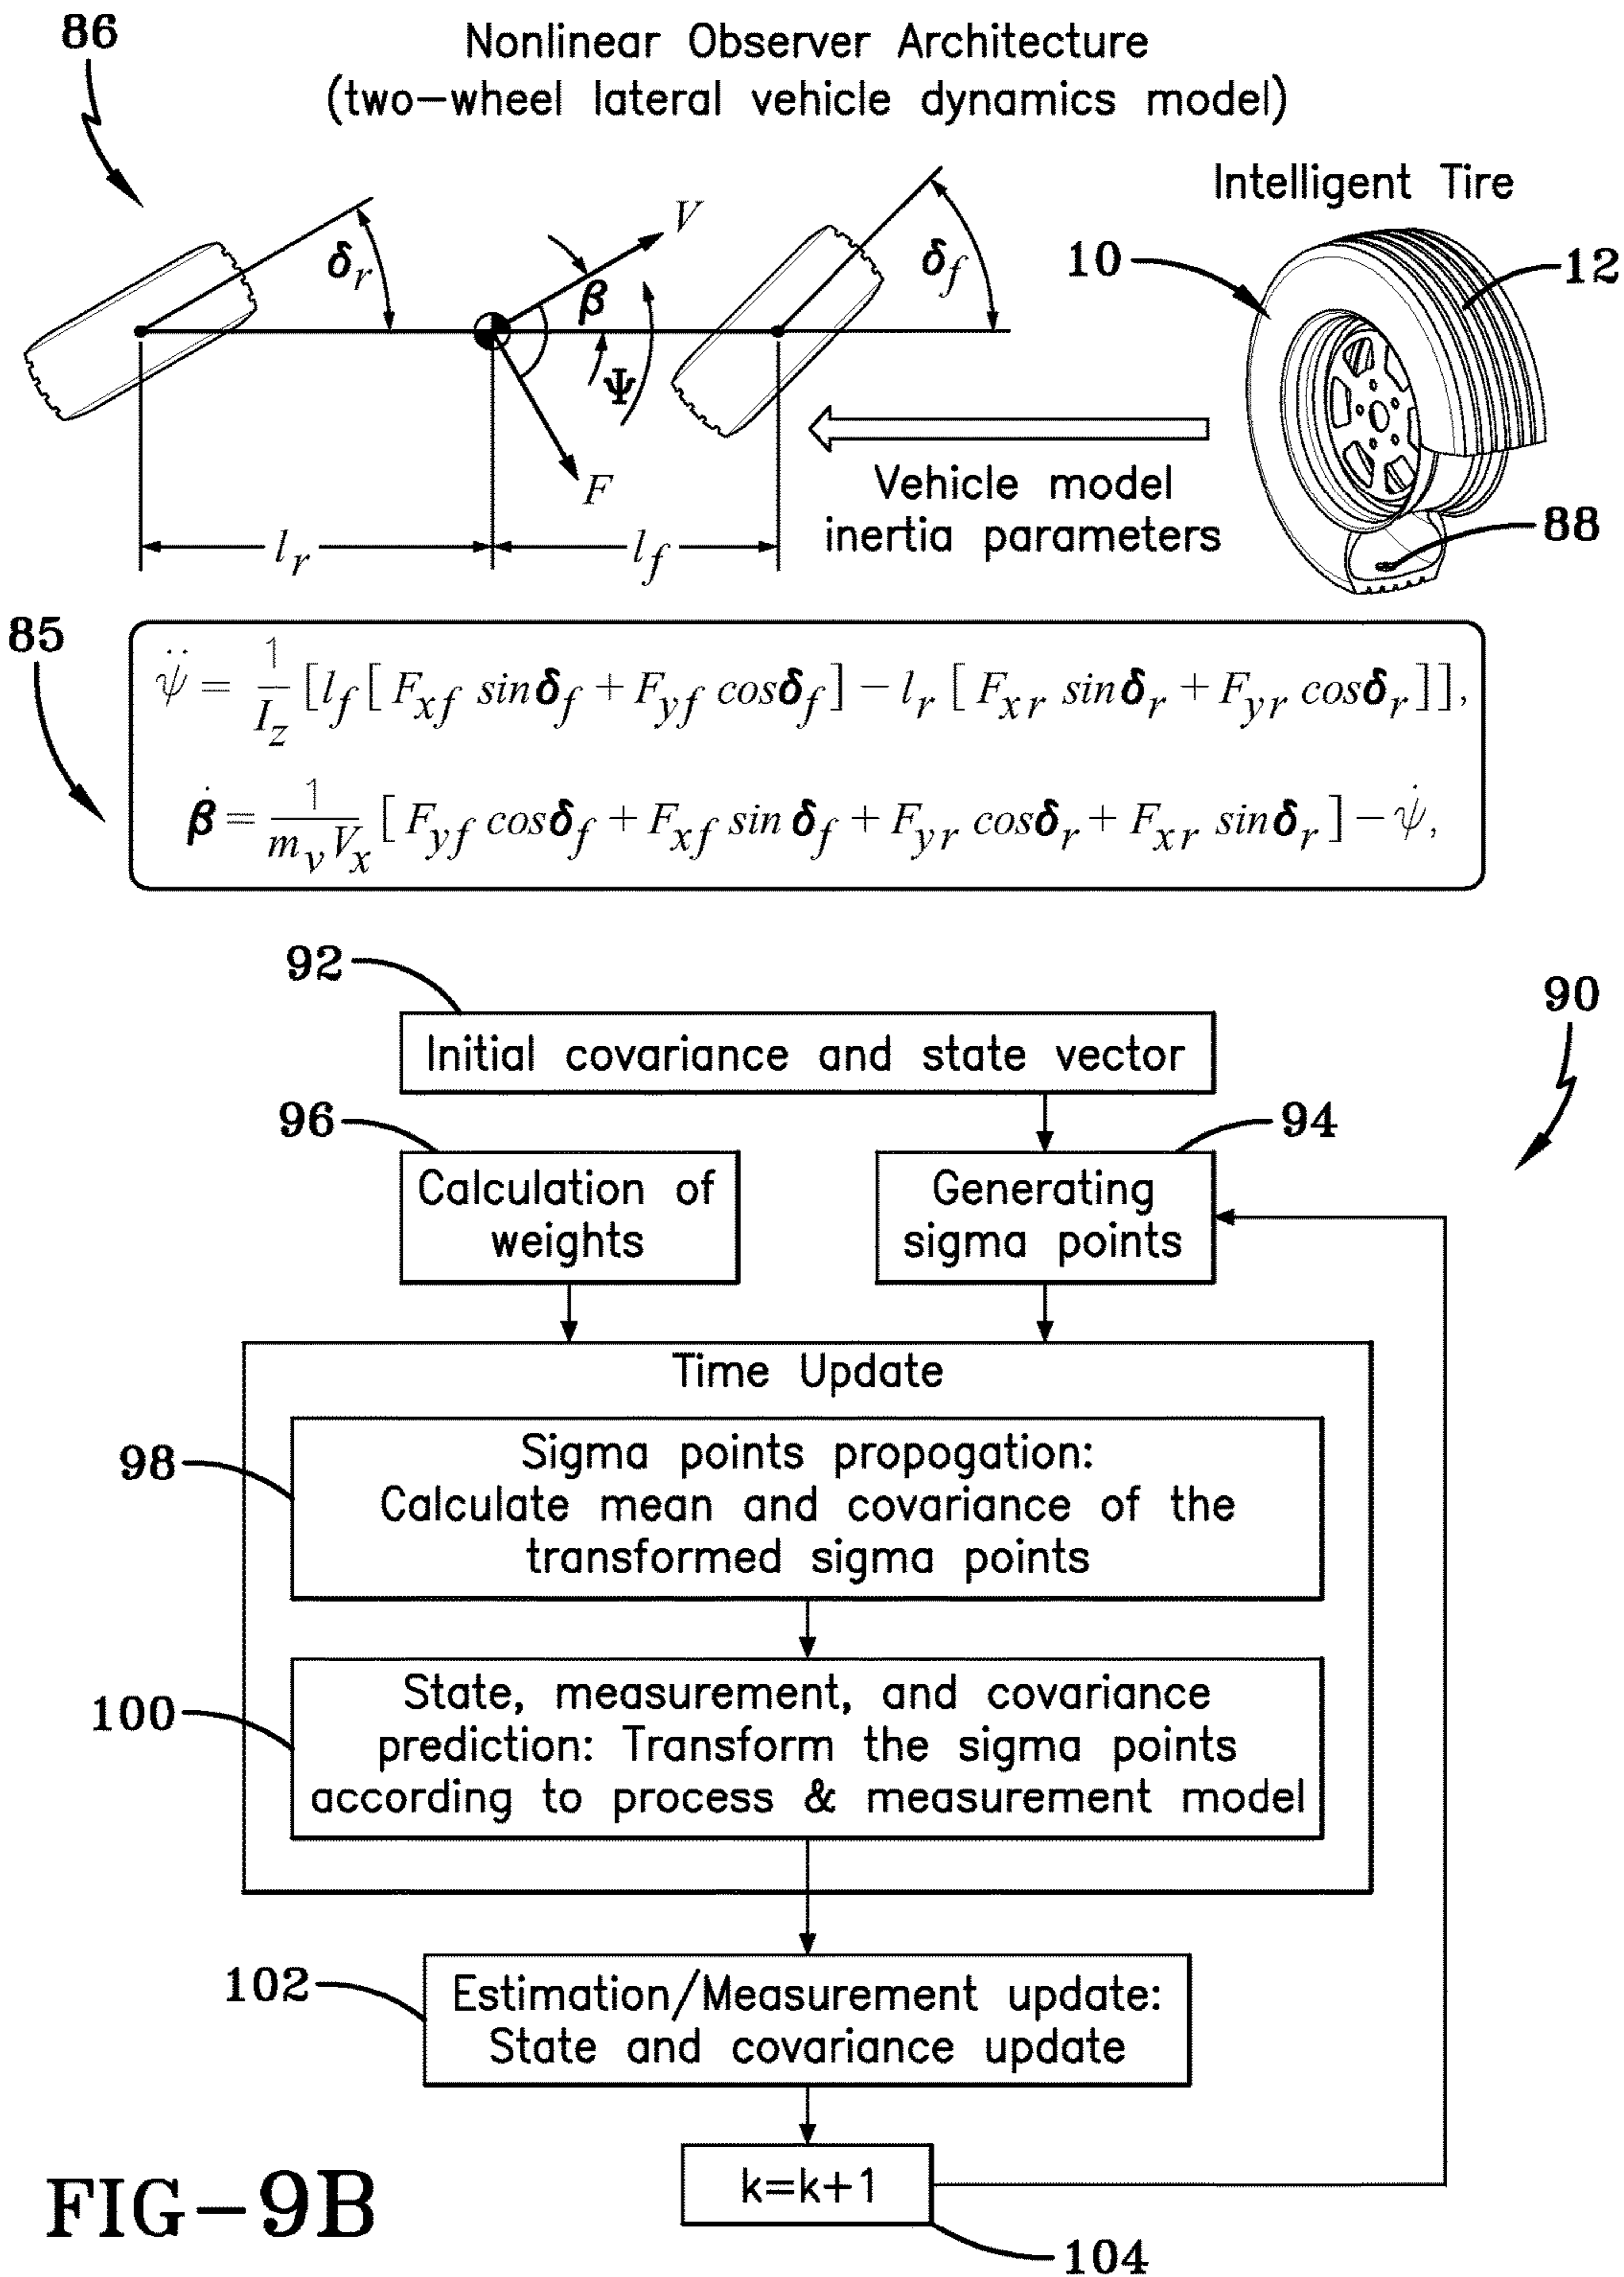 86
Nonlinear Observer Architecture
(two-wheel lateral vehicle dynamics model)
Intelligent Tire
V
δr
β
δf
10
12
Ψ
F
Vehicle model
inertia parameters
88
lr
lf
85
ψ̈ = 1/Iz [lf [Fxf sinδf + Fyf cosδf] − lr [Fxr sinδr + Fyr cosδr]],
β̇ = 1/mvVx [Fyf cosδf + Fxf sin δf + Fyr cosδr + Fxr sinδr] − ψ̇,
92
90
Initial covariance and state vector
96
94
Calculation of
weights
Generating
sigma points
Time Update
98
Sigma points propogation:
Calculate mean and covariance of the
transformed sigma points
100
State, measurement, and covariance
prediction: Transform the sigma points
according to process & measurement model
102
Estimation/Measurement update:
State and covariance update
k=k+1
104
FIG-9B